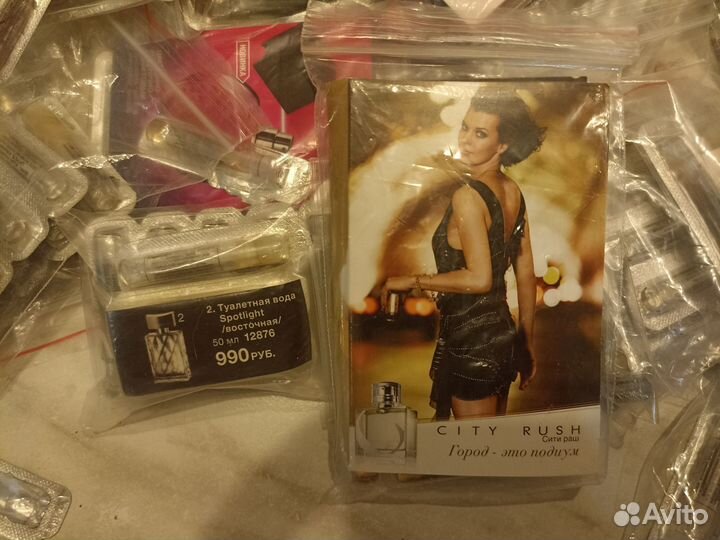 НОВИНКА
2
2. Туалетная вода
Spotlight
/восточная/
50 мл 12876
990 РУБ.
CITY RUSH
Сити раш
Город - это подиум
Avito